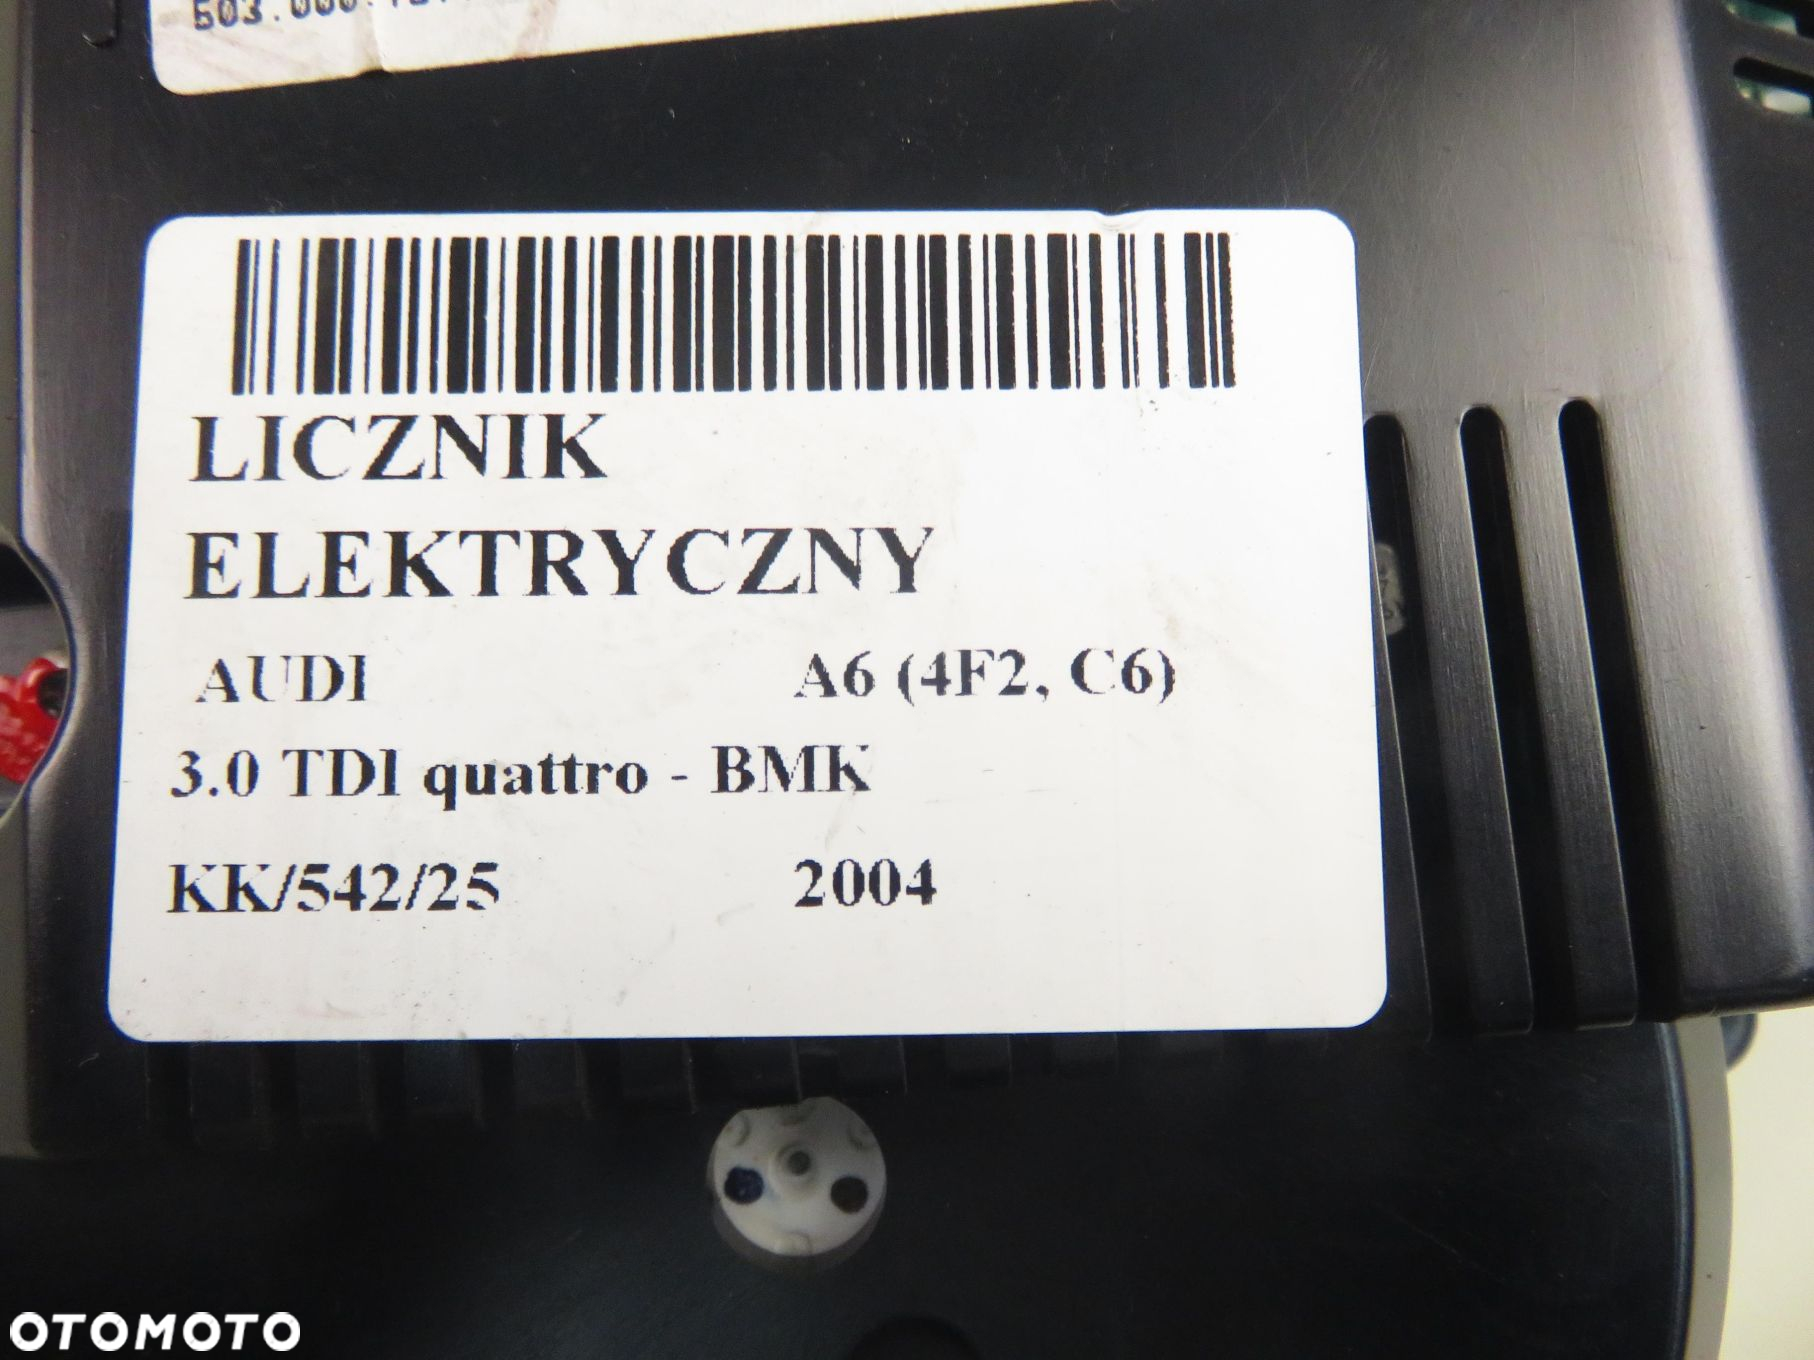 LICZNIK
ELEKTRYCZNY
AUDI A6 (4F2, C6)
3.0 TDI quattro - BMK
KK/542/25 2004
OTOMOTO